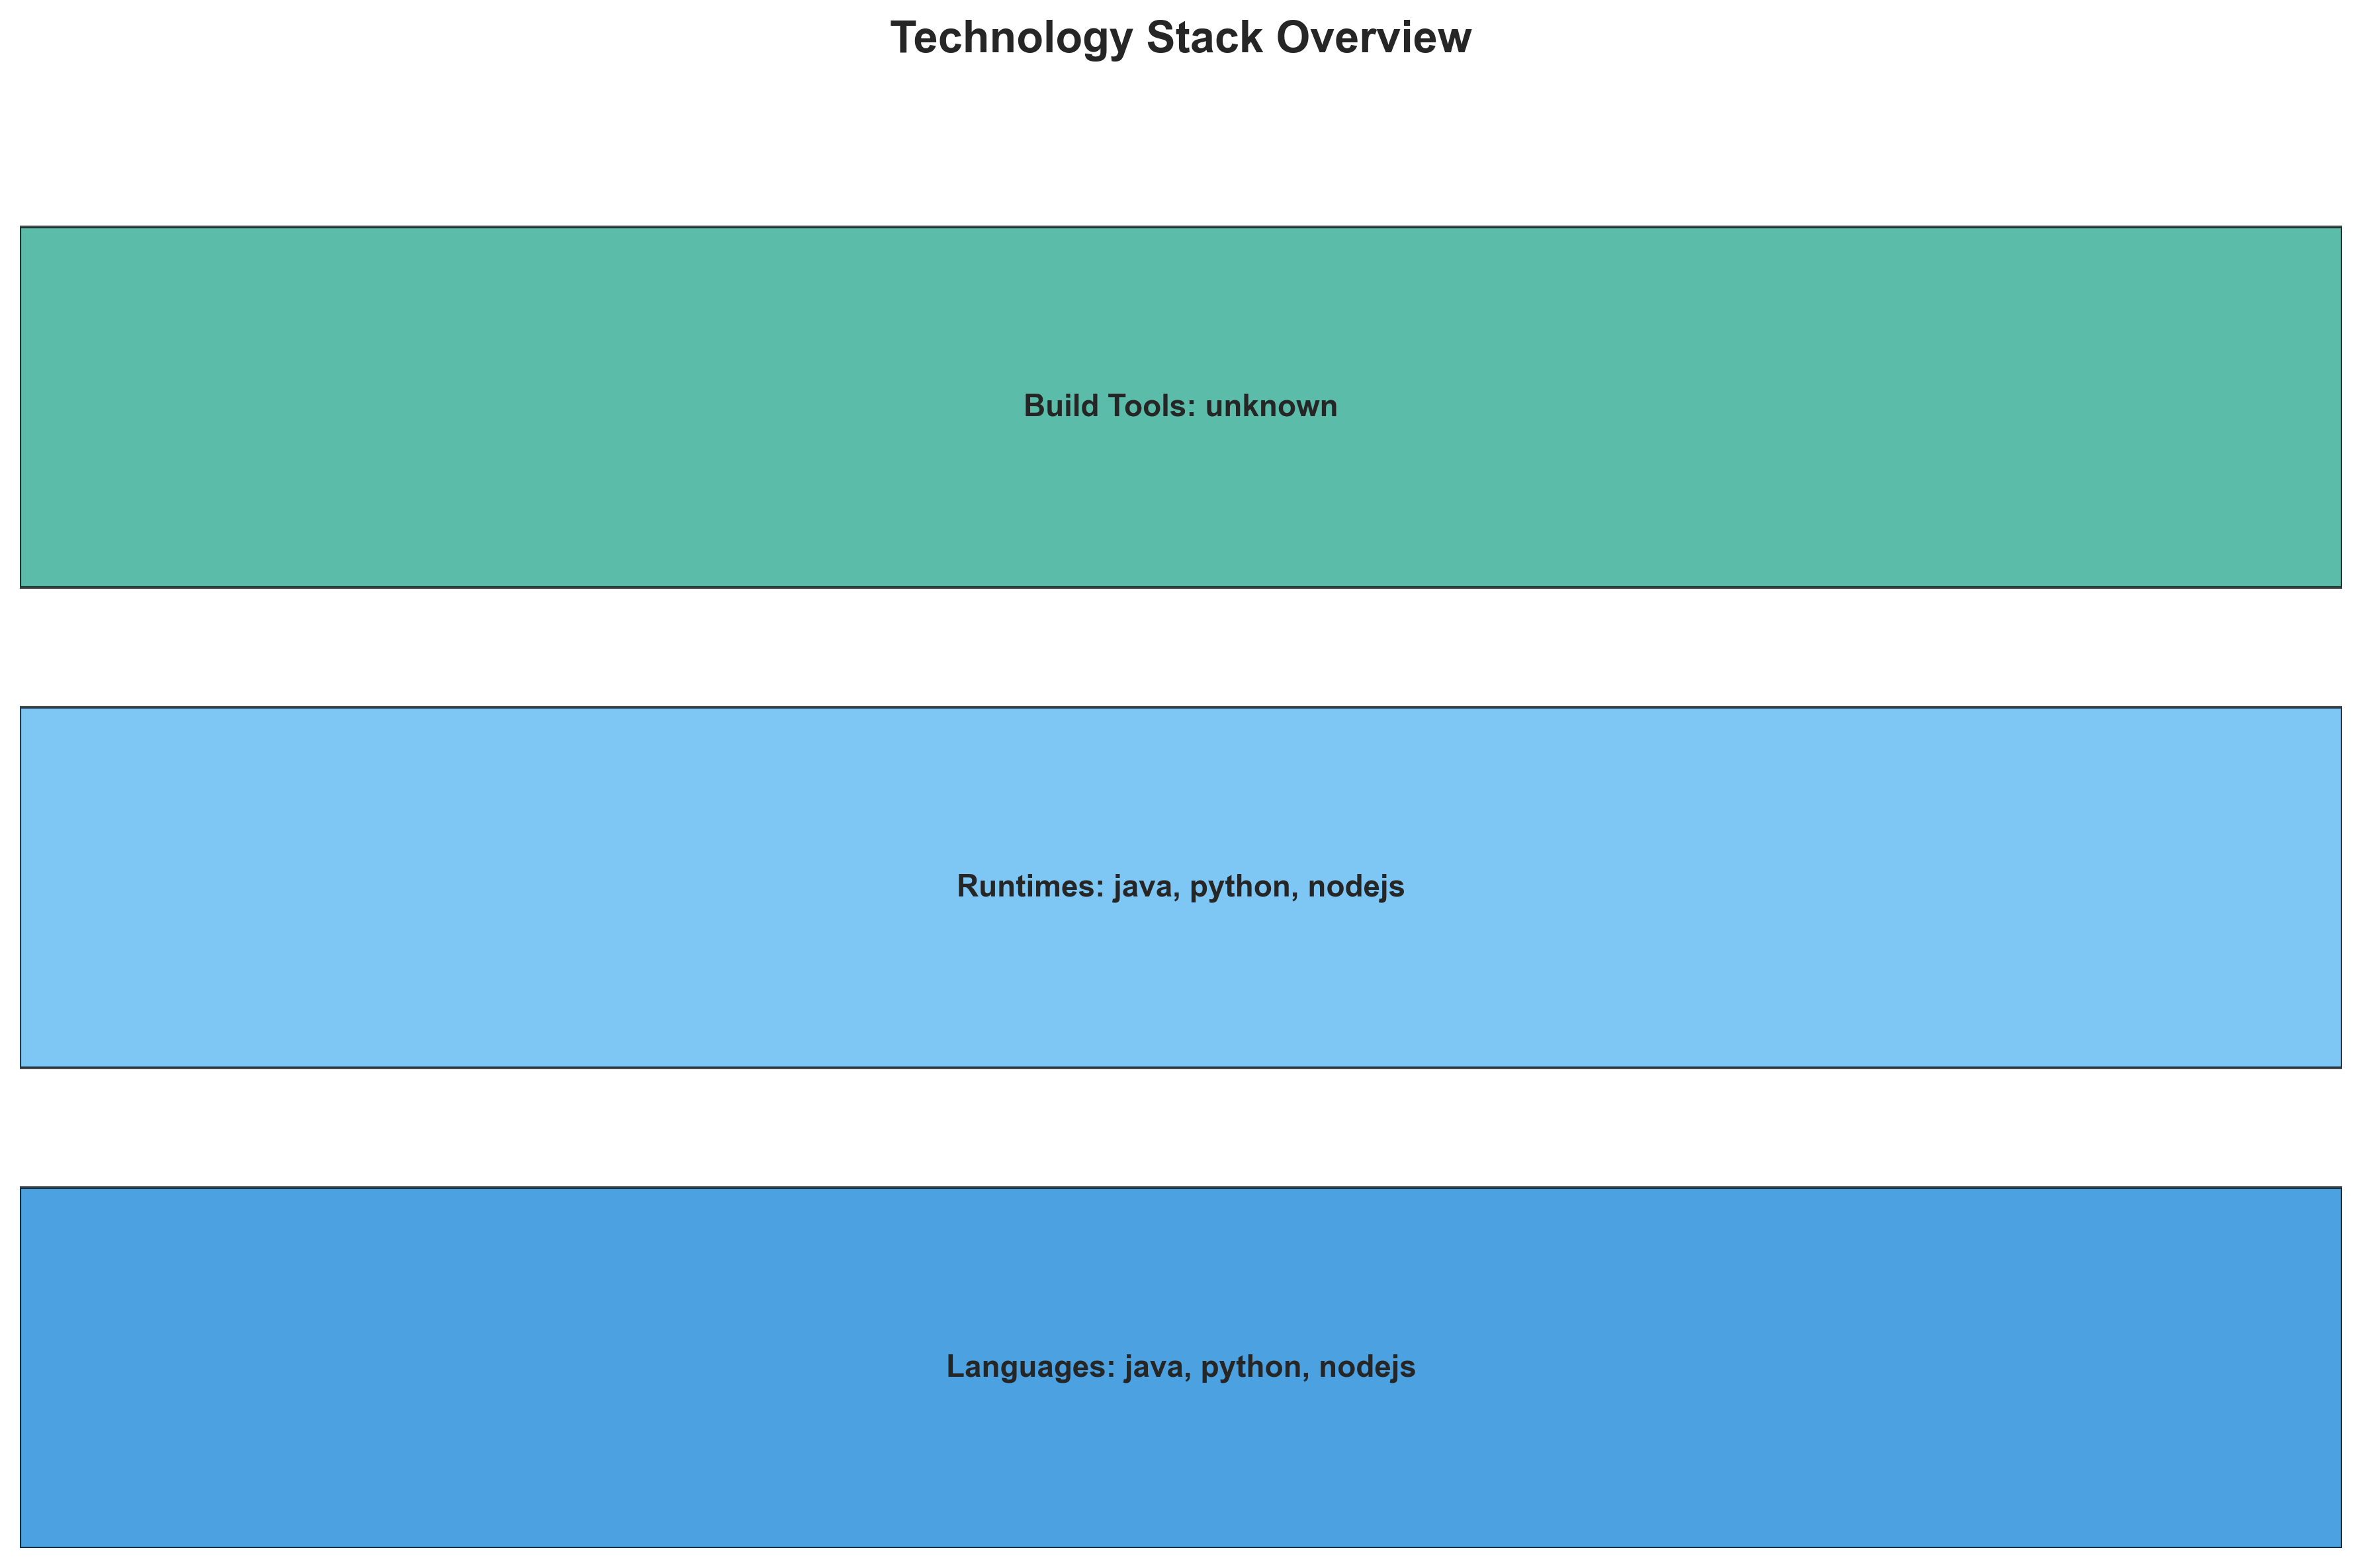 Technology Stack Overview
Build Tools: unknown
Runtimes: java, python, nodejs
Languages: java, python, nodejs